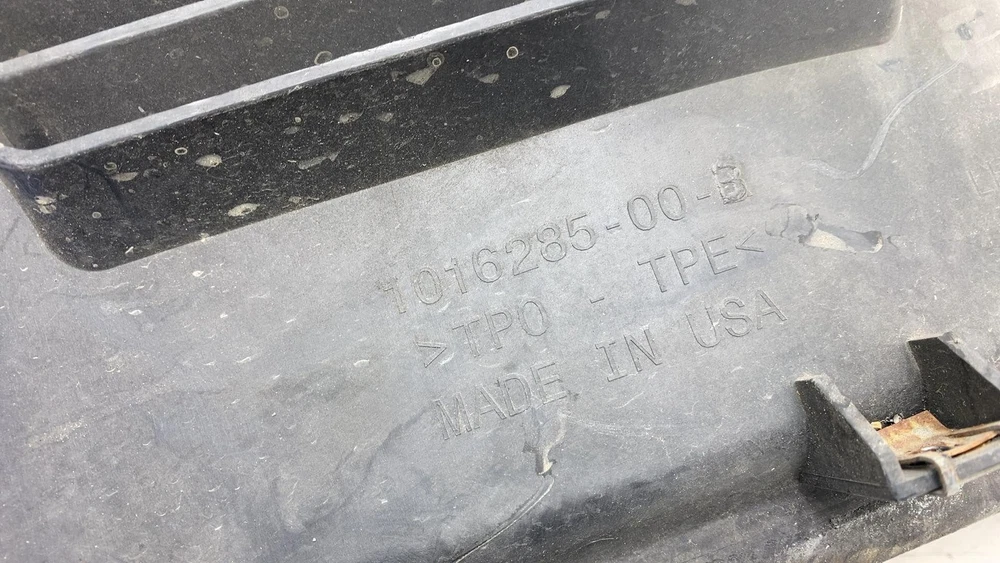 1016285-00-B
>TPO - TPE<
MADE IN USA